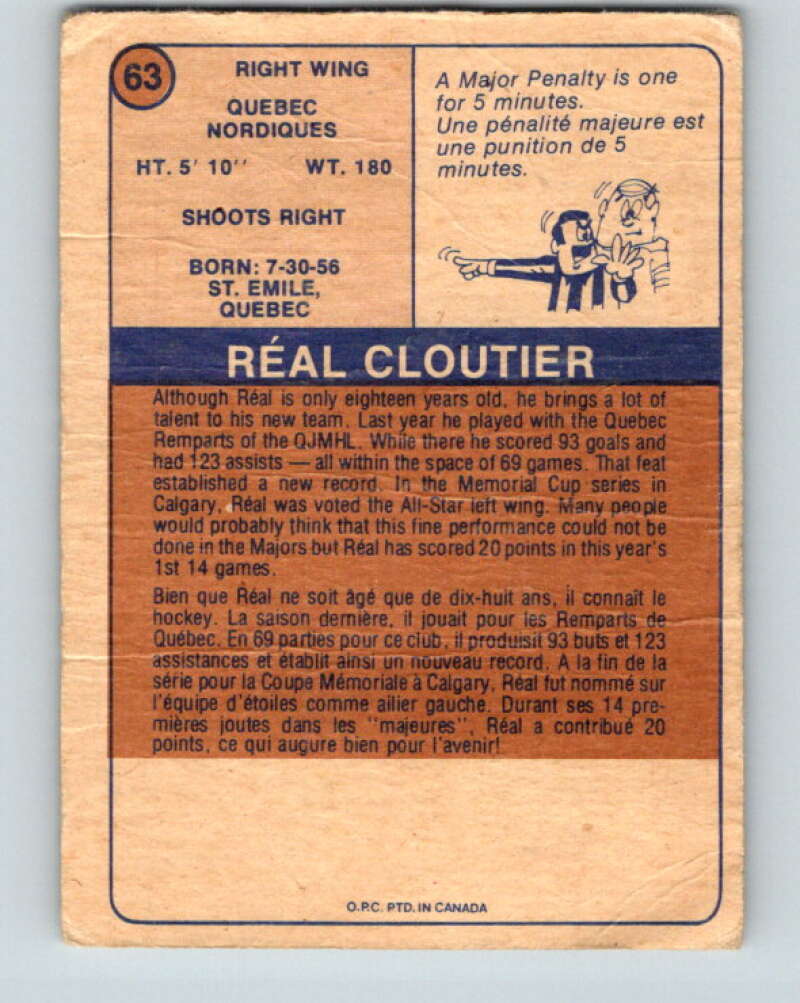 63
RIGHT WING
QUEBEC
NORDIQUES
HT. 5' 10'' WT. 180
SHOOTS RIGHT
BORN: 7-30-56
ST. EMILE,
QUEBEC
A Major Penalty is one
for 5 minutes.
Une pénalité majeure est
une punition de 5
minutes.
RÉAL CLOUTIER
Although Réal is only eighteen years old, he brings a lot of
talent to his new team. Last year he played with the Quebec
Remparts of the QJMHL. While there he scored 93 goals and
had 123 assists — all within the space of 69 games. That feat
established a new record. In the Memorial Cup series in
Calgary, Réal was voted the All-Star left wing. Many people
would probably think that this fine performance could not be
done in the Majors but Réal has scored 20 points in this year's
1st 14 games.
Bien que Réal ne soit âgé que de dix-huit ans, il connaît le
hockey. La saison dernière, il jouait pour les Remparts de
Québec. En 69 parties pour ce club, il produisit 93 buts et 123
assistances et établit ainsi un nouveau record. A la fin de la
série pour la Coupe Mémoriale à Calgary, Réal fut nommé sur
l'équipe d'étoiles comme ailier gauche. Durant ses 14 pre-
mières joutes dans les "majeures", Réal a contribué 20
points, ce qui augure bien pour l'avenir!
O.P.C. PTD. IN CANADA